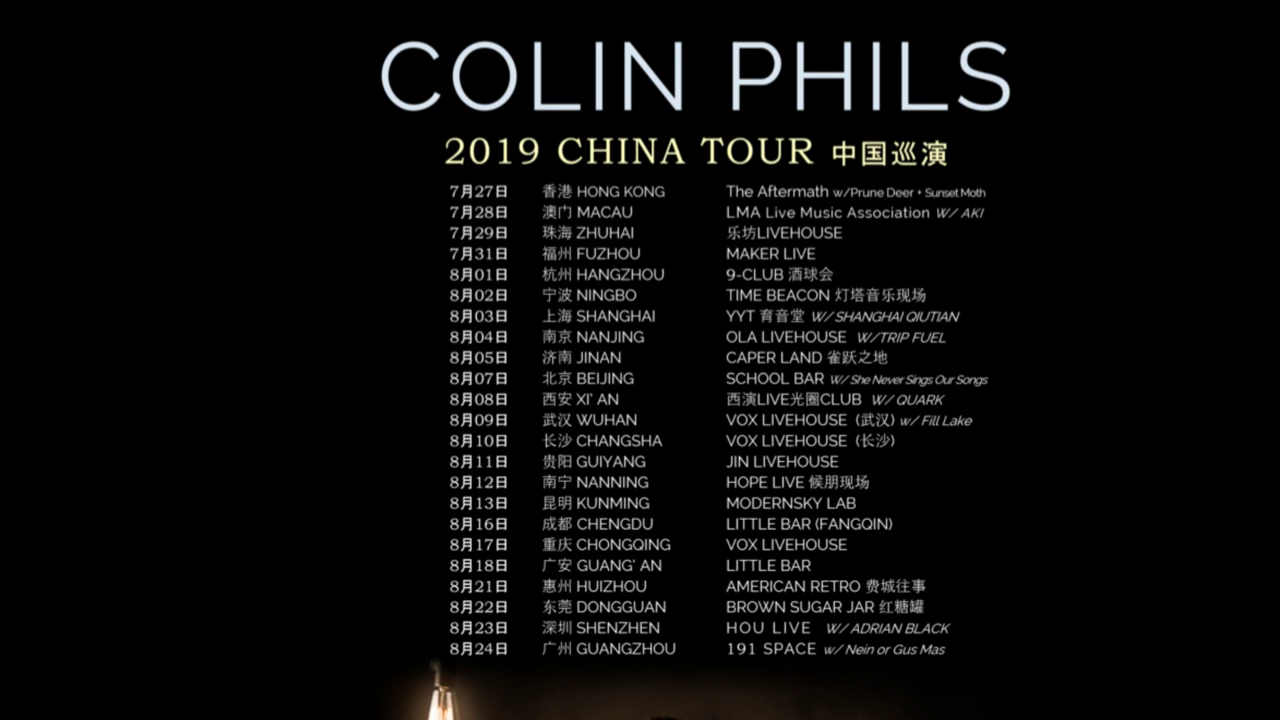 COLIN PHILS
2019 CHINA TOUR 中国巡演
7月27日 香港 HONG KONG The Aftermath w/Prune Deer + Sunset Moth
7月28日 澳门 MACAU LMA Live Music Association W/ AKI
7月29日 珠海 ZHUHAI 乐坊LIVEHOUSE
7月31日 福州 FUZHOU MAKER LIVE
8月01日 杭州 HANGZHOU 9-CLUB 酒球会
8月02日 宁波 NINGBO TIME BEACON 灯塔音乐现场
8月03日 上海 SHANGHAI YYT 育音堂 W/ SHANGHAI QIUTIAN
8月04日 南京 NANJING OLA LIVEHOUSE W/TRIP FUEL
8月05日 济南 JINAN CAPER LAND 雀跃之地
8月07日 北京 BEIJING SCHOOL BAR W/ She Never Sings Our Songs
8月08日 西安 XI' AN 西演LIVE光圈CLUB W/ QUARK
8月09日 武汉 WUHAN VOX LIVEHOUSE (武汉) w/ Fill Lake
8月10日 长沙 CHANGSHA VOX LIVEHOUSE (长沙)
8月11日 贵阳 GUIYANG JIN LIVEHOUSE
8月12日 南宁 NANNING HOPE LIVE 候朋现场
8月13日 昆明 KUNMING MODERNSKY LAB
8月16日 成都 CHENGDU LITTLE BAR (FANGQIN)
8月17日 重庆 CHONGQING VOX LIVEHOUSE
8月18日 广安 GUANG' AN LITTLE BAR
8月21日 惠州 HUIZHOU AMERICAN RETRO 费城往事
8月22日 东莞 DONGGUAN BROWN SUGAR JAR 红糖罐
8月23日 深圳 SHENZHEN HOU LIVE W/ ADRIAN BLACK
8月24日 广州 GUANGZHOU 191 SPACE w/ Nein or Gus Mas